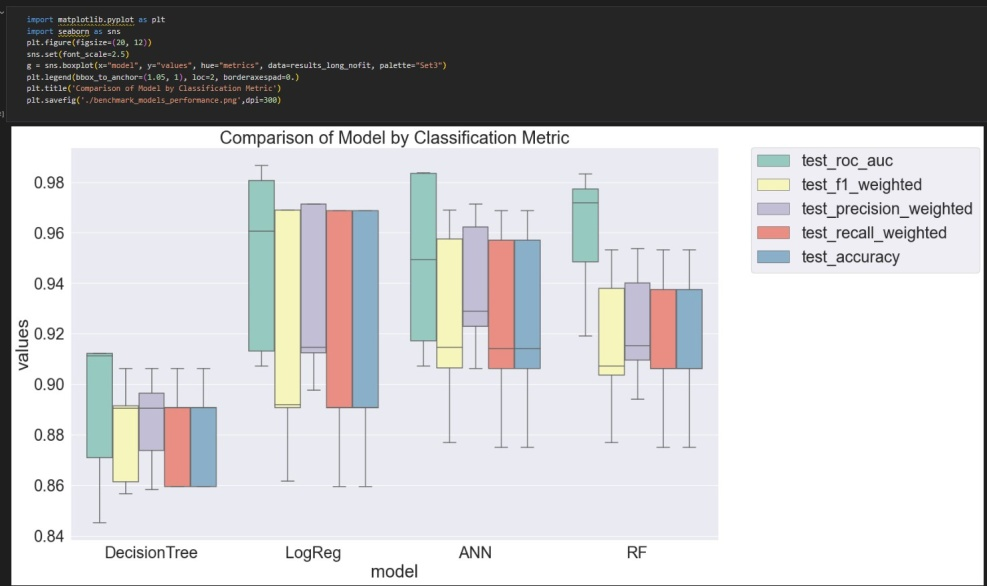 import matplotlib.pyplot as plt
import seaborn as sns
plt.figure(figsize=(20, 12))
sns.set(font_scale=2.5)
g = sns.boxplot(x="model", y="values", hue="metrics", data=results_long_nofit, palette="Set3")
plt.legend(bbox_to_anchor=(1.05, 1), loc=2, borderaxespad=0.)
plt.title('Comparison of Model by Classification Metric')
plt.savefig('./benchmark_models_performance.png',dpi=300)
Comparison of Model by Classification Metric
0.98
0.96
0.94
0.92
0.90
0.88
0.86
0.84
values
DecisionTree
LogReg
ANN
RF
model
test_roc_auc
test_f1_weighted
test_precision_weighted
test_recall_weighted
test_accuracy